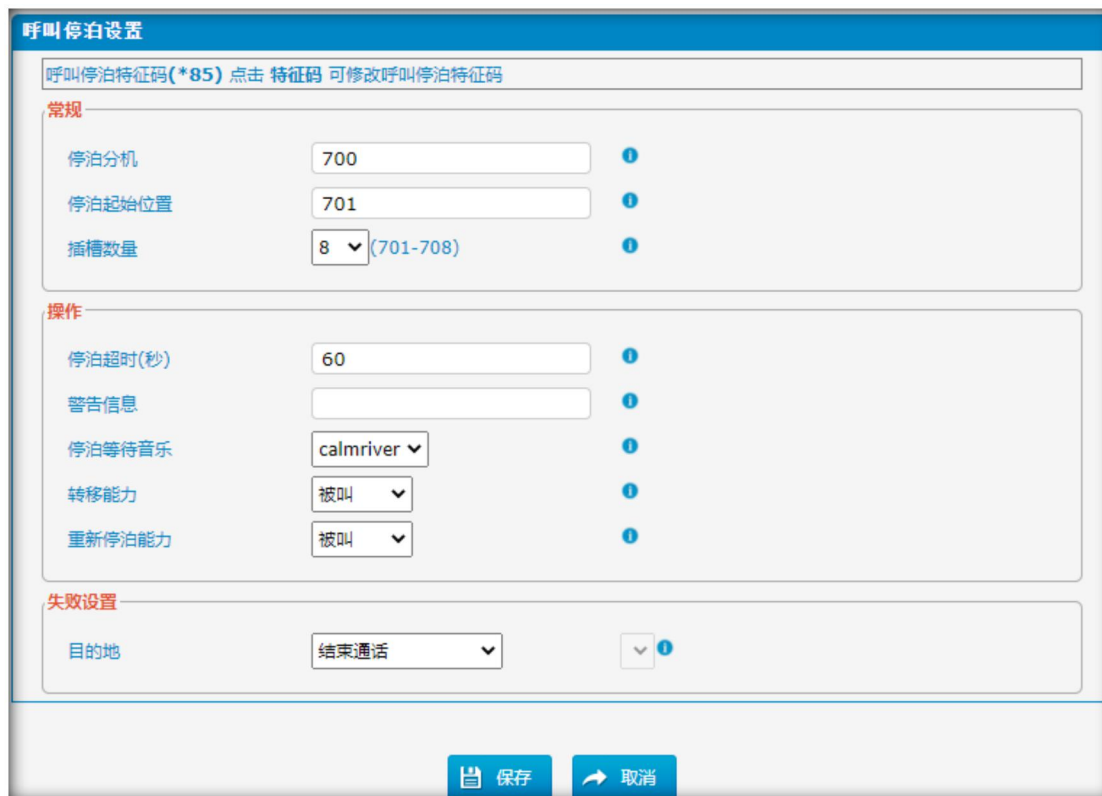 呼叫停泊设置
呼叫停泊特征码(*85) 点击 特征码 可修改呼叫停泊特征码
常规
停泊分机 700
停泊起始位置 701
插槽数量 8 (701-708)
操作
停泊超时(秒) 60
警告信息
停泊等待音乐 calmriver
转移能力 被叫
重新停泊能力 被叫
失败设置
目的地 结束通话
保存 取消